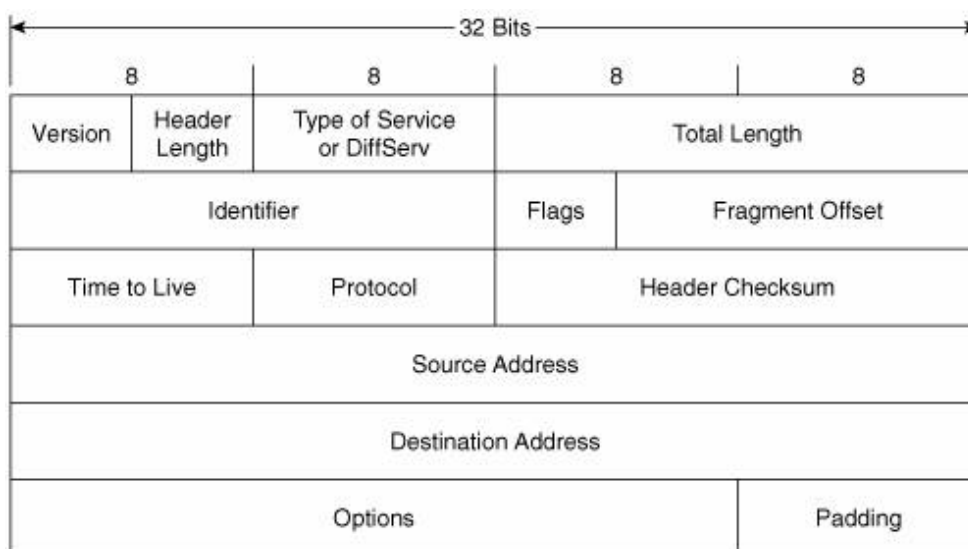 32 Bits
8 8 8 8
Version Header Length Type of Service or DiffServ Total Length
Identifier Flags Fragment Offset
Time to Live Protocol Header Checksum
Source Address
Destination Address
Options Padding